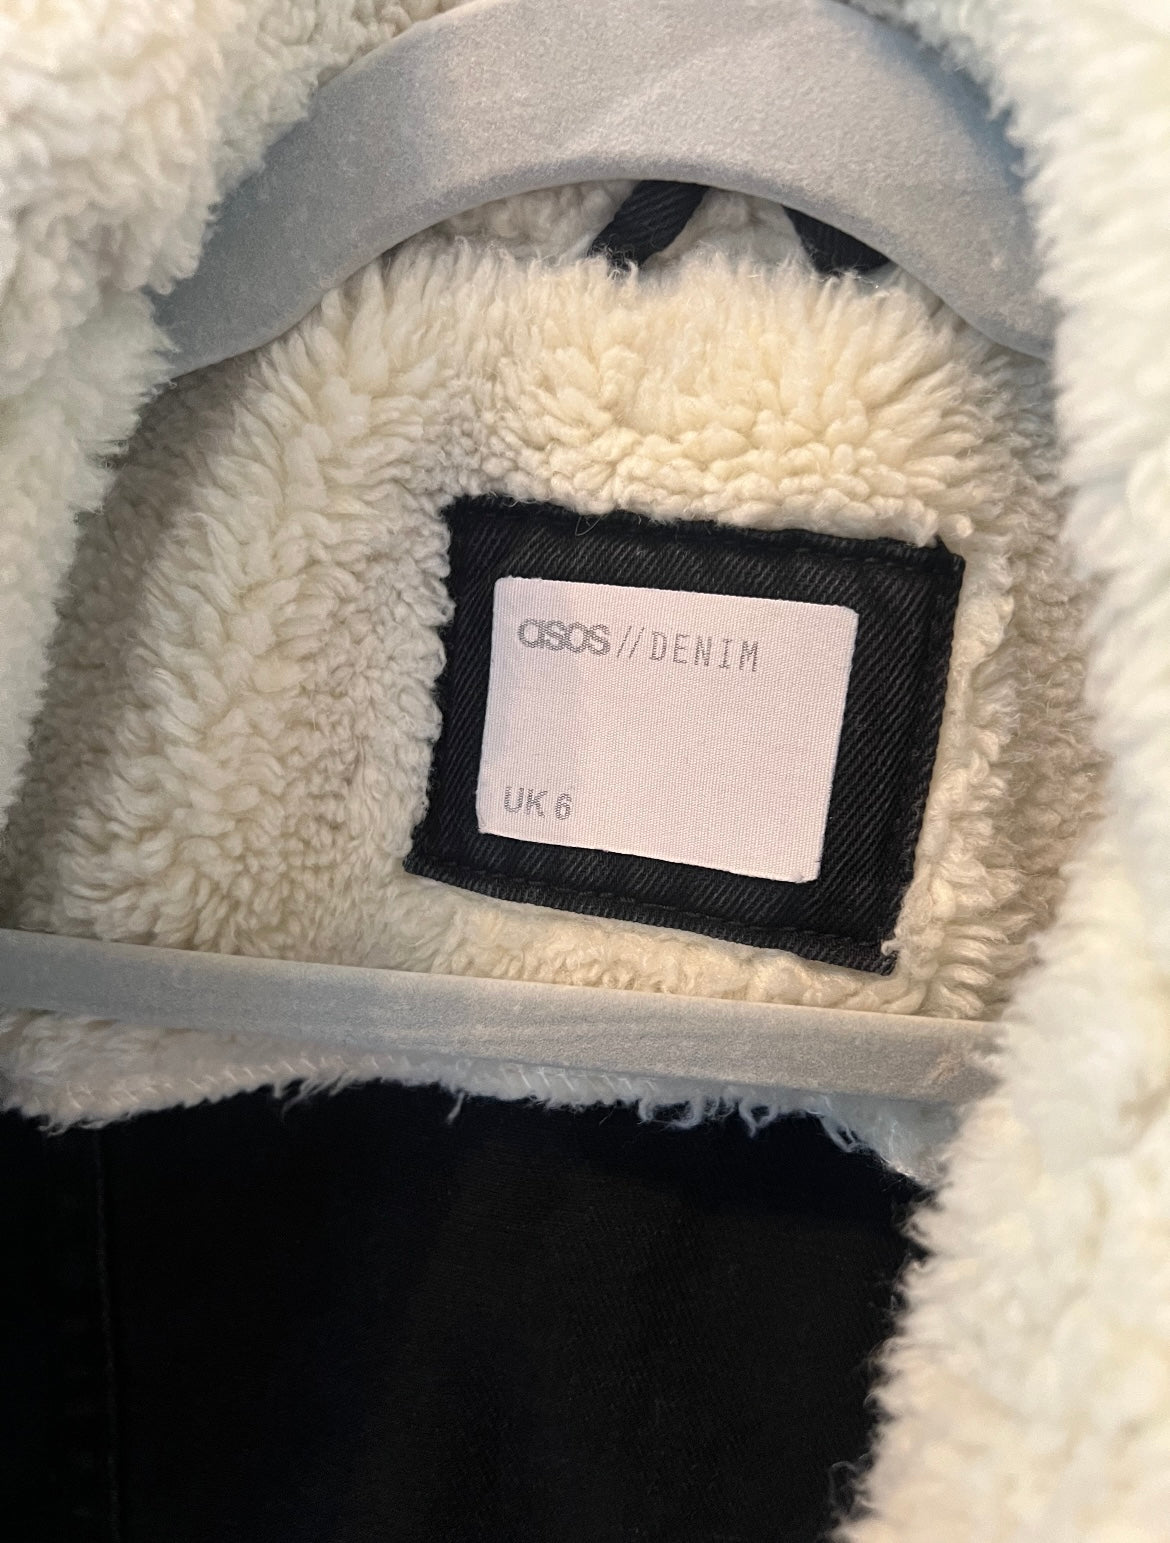 asos // DENIM
UK 6